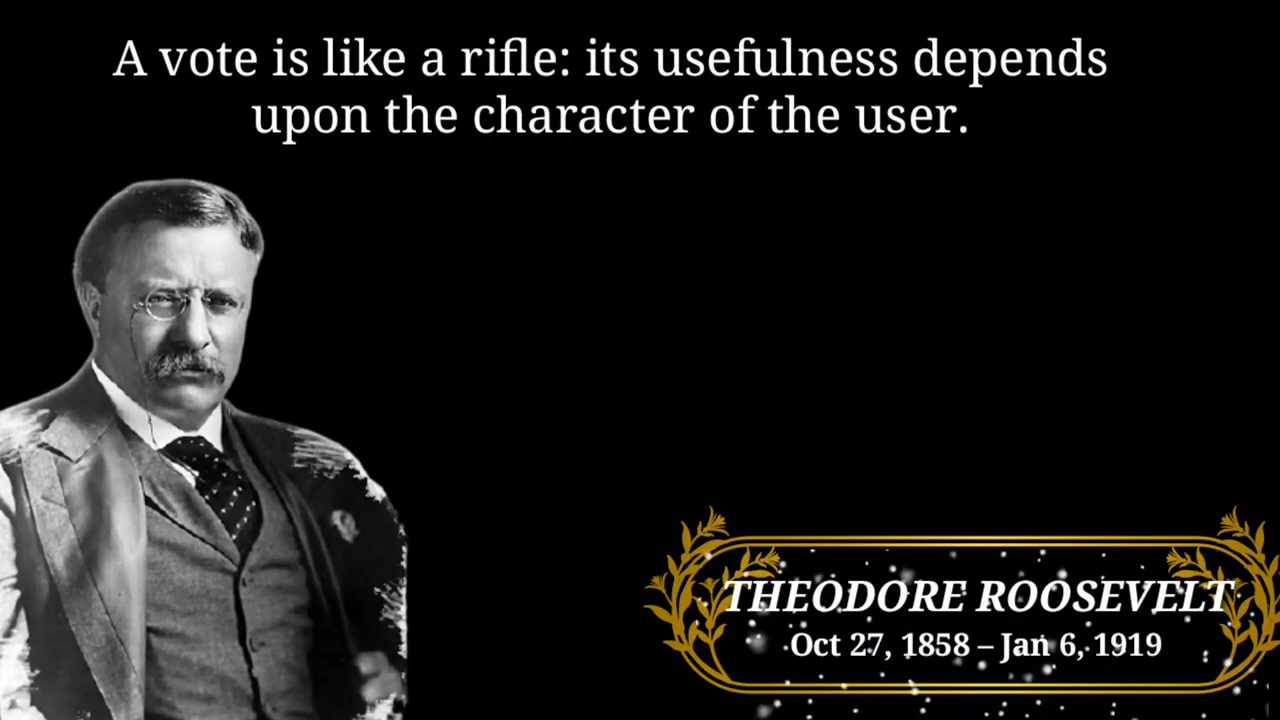 A vote is like a rifle: its usefulness depends
upon the character of the user.
THEODORE ROOSEVELT
Oct 27, 1858 – Jan 6, 1919